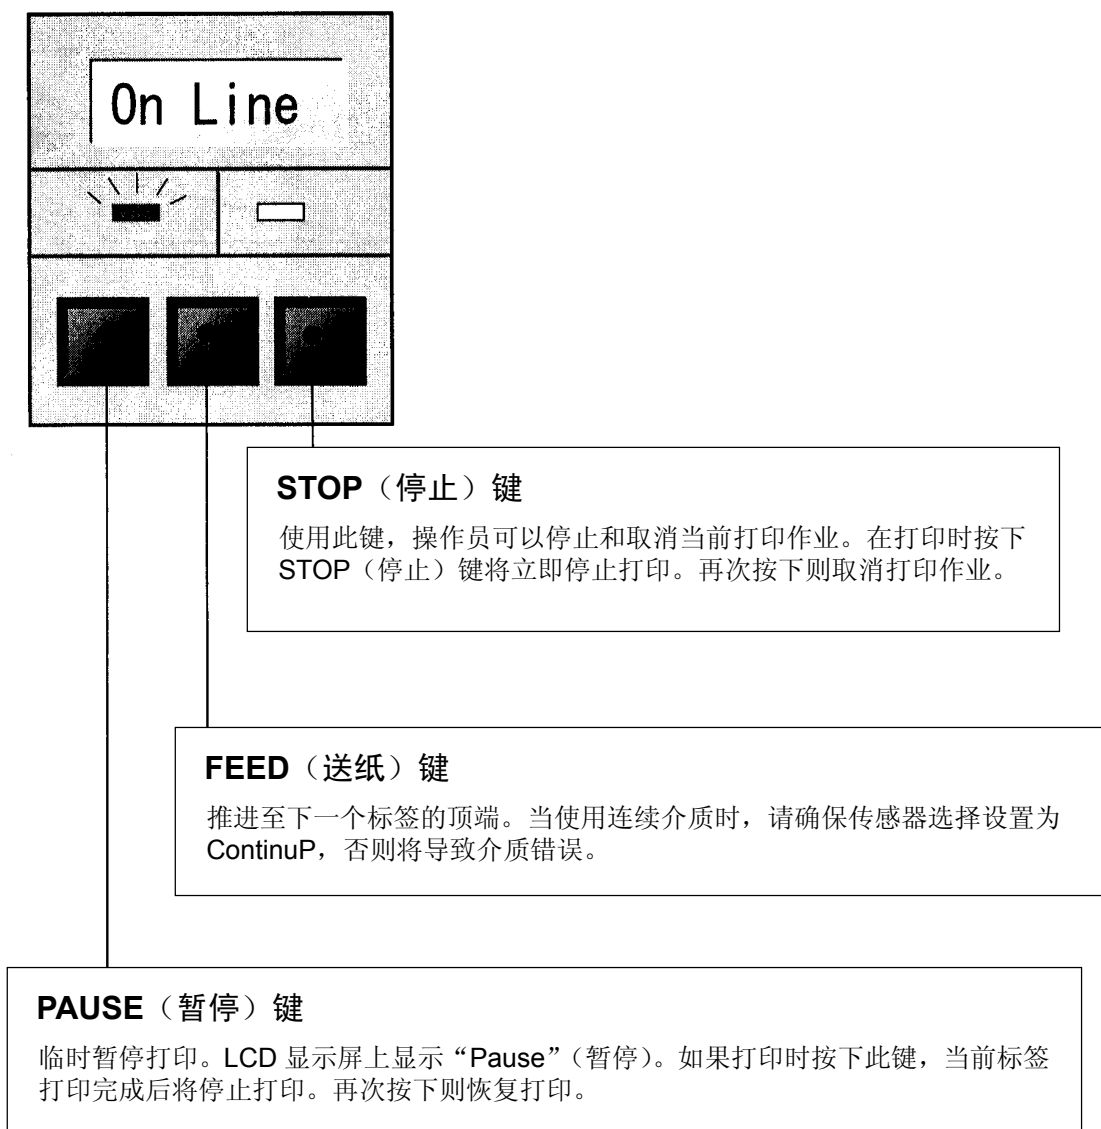 On Line
STOP（停止）键
使用此键，操作员可以停止和取消当前打印作业。在打印时按下
STOP（停止）键将立即停止打印。再次按下则取消打印作业。
FEED（送纸）键
推进至下一个标签的顶端。当使用连续介质时，请确保传感器选择设置为
ContinuP，否则将导致介质错误。
PAUSE（暂停）键
临时暂停打印。LCD 显示屏上显示“Pause”（暂停）。如果打印时按下此键，当前标签
打印完成后将停止打印。再次按下则恢复打印。